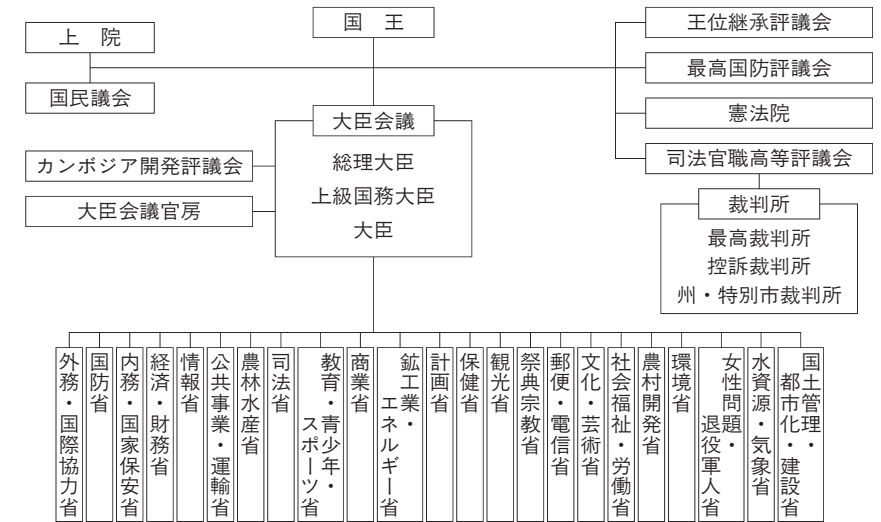 国　王
上　院
国民議会
王位継承評議会
最高国防評議会
憲法院
司法官職高等評議会
大臣会議
総理大臣
上級国務大臣
大臣
カンボジア開発評議会
大臣会議官房
裁判所
最高裁判所
控訴裁判所
州・特別市裁判所
外務・国際協力省
国防省
内務・国家保安省
経済・財務省
情報省
公共事業・運輸省
農林水産省
司法省
教育・青少年・
スポーツ省
商業省
鉱工業・
エネルギー省
計画省
保健省
観光省
祭典宗教省
郵便・電信省
文化・芸術省
社会福祉・労働省
農村開発省
環境省
女性問題・
退役軍人省
水資源・気象省
国土管理・
都市化・建設省